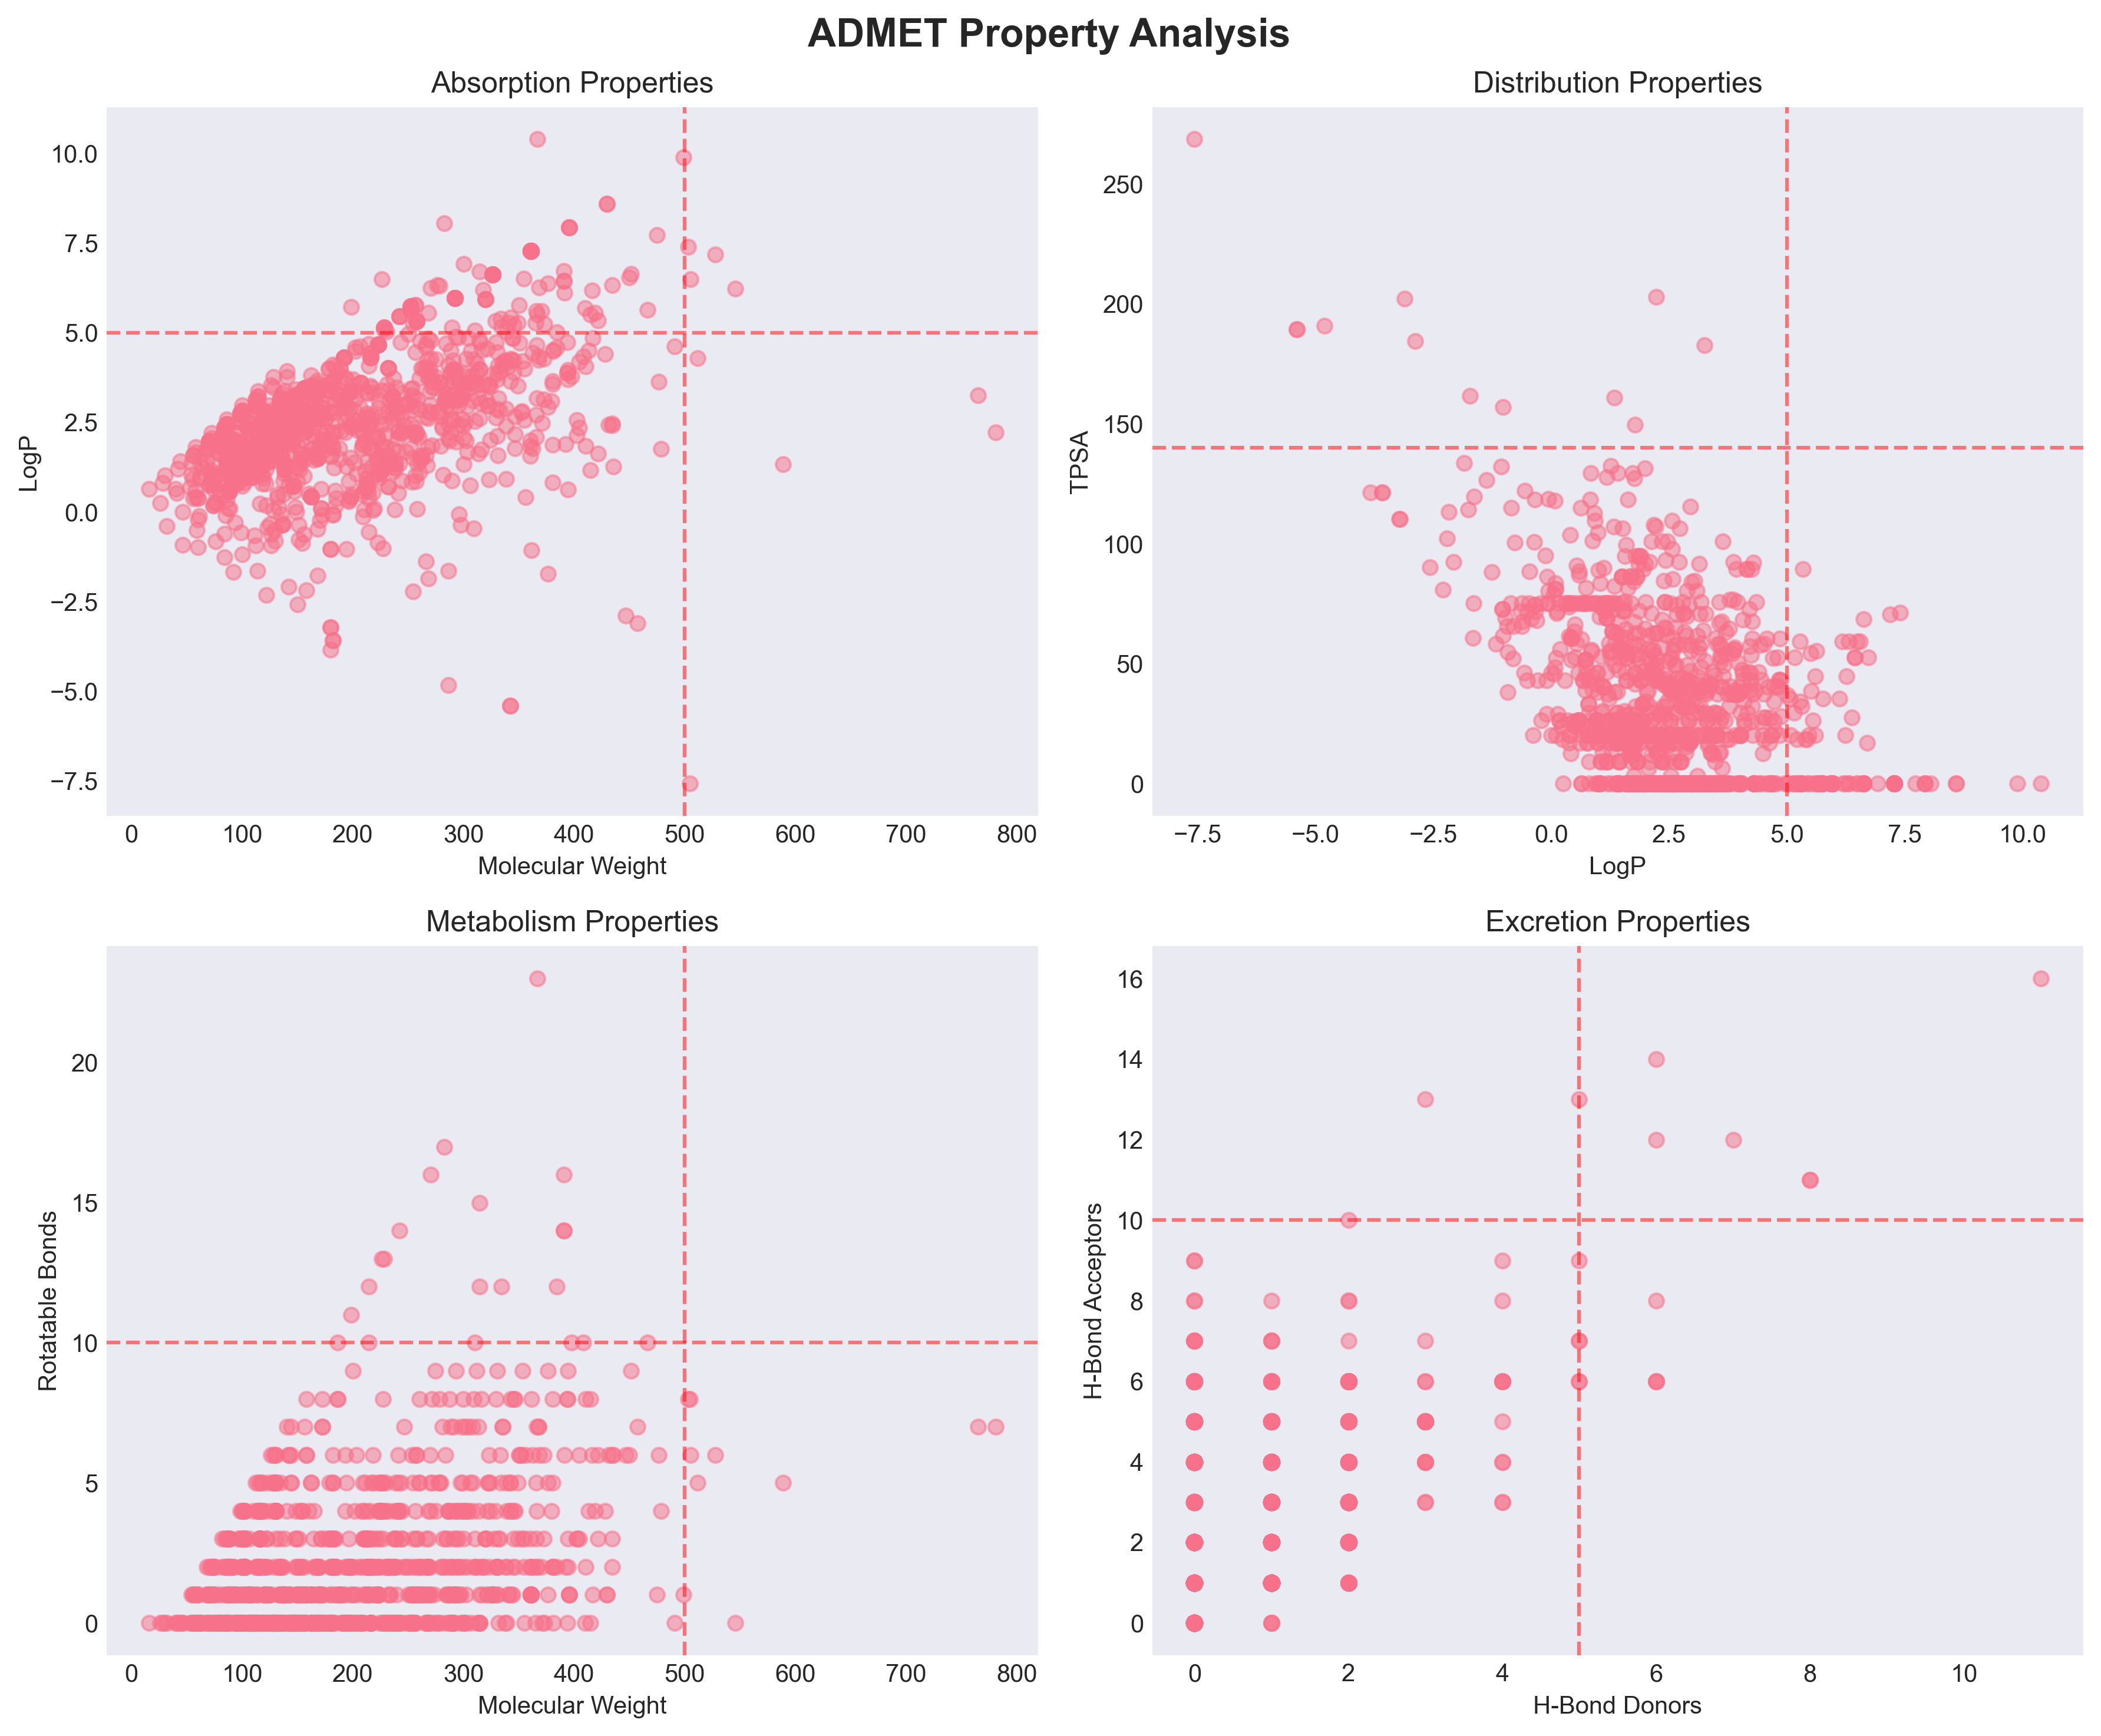 ADMET Property Analysis
Absorption Properties
10.0
7.5
5.0
2.5
0.0
−2.5
−5.0
−7.5
LogP
0 100 200 300 400 500 600 700 800
Molecular Weight
Distribution Properties
250
200
150
100
50
0
TPSA
−7.5 −5.0 −2.5 0.0 2.5 5.0 7.5 10.0
LogP
Metabolism Properties
20
15
10
5
0
Rotatable Bonds
0 100 200 300 400 500 600 700 800
Molecular Weight
Excretion Properties
16
14
12
10
8
6
4
2
0
H-Bond Acceptors
0 2 4 6 8 10
H-Bond Donors